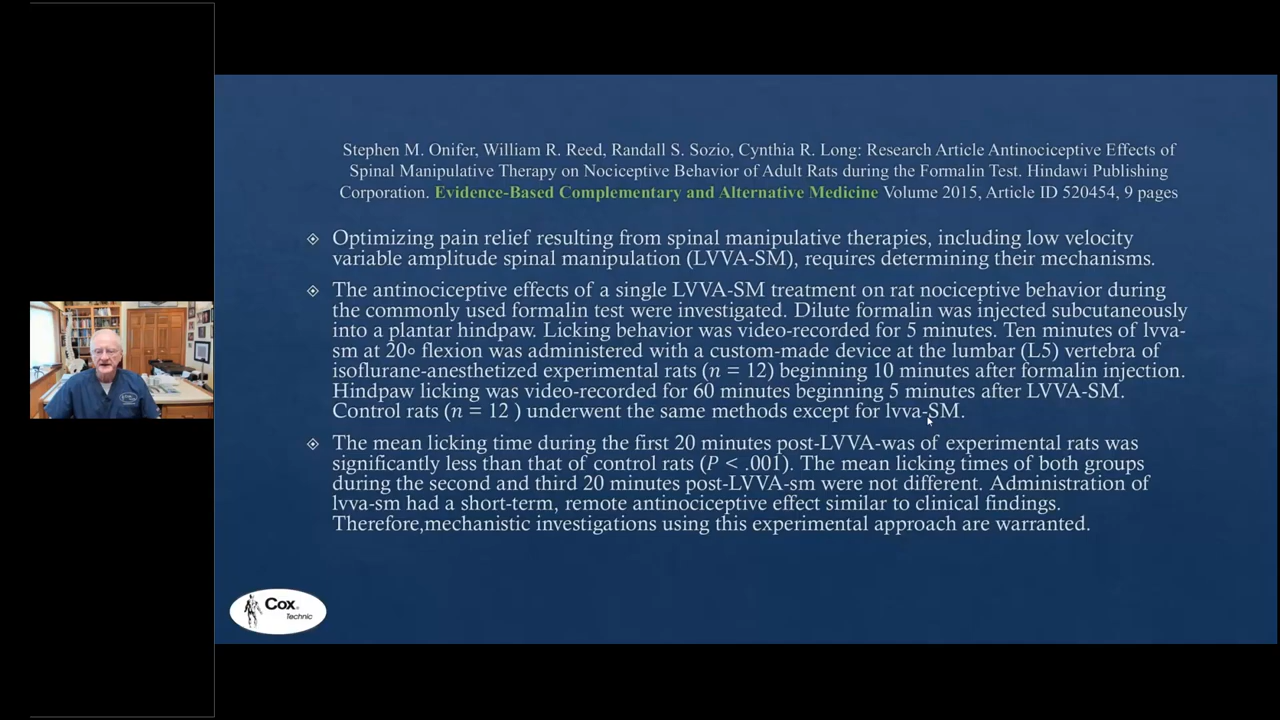 Stephen M. Onifer, William R. Reed, Randall S. Sozio, Cynthia R. Long: Research Article Antinociceptive Effects of
Spinal Manipulative Therapy on Nociceptive Behavior of Adult Rats during the Formalin Test. Hindawi Publishing
Corporation. Evidence-Based Complementary and Alternative Medicine Volume 2015, Article ID 520454, 9 pages
Optimizing pain relief resulting from spinal manipulative therapies, including low velocity
variable amplitude spinal manipulation (LVVA-SM), requires determining their mechanisms.
The antinociceptive effects of a single LVVA-SM treatment on rat nociceptive behavior during
the commonly used formalin test were investigated. Dilute formalin was injected subcutaneously
into a plantar hindpaw. Licking behavior was video-recorded for 5 minutes. Ten minutes of lvva-
sm at 20∘ flexion was administered with a custom-made device at the lumbar (L5) vertebra of
isoflurane-anesthetized experimental rats (n = 12) beginning 10 minutes after formalin injection.
Hindpaw licking was video-recorded for 60 minutes beginning 5 minutes after LVVA-SM.
Control rats (n = 12 ) underwent the same methods except for lvva-SM.
The mean licking time during the first 20 minutes post-LVVA-was of experimental rats was
significantly less than that of control rats (P < .001). The mean licking times of both groups
during the second and third 20 minutes post-LVVA-sm were not different. Administration of
lvva-sm had a short-term, remote antinociceptive effect similar to clinical findings.
Therefore,mechanistic investigations using this experimental approach are warranted.
Cox®
Technic